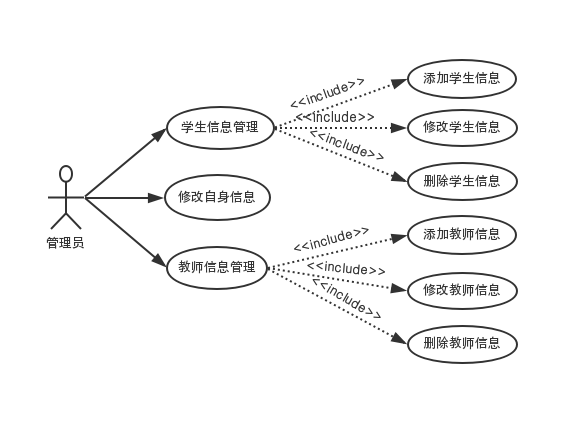 添加学生信息
<<include>>
学生信息管理
<<include>>
修改学生信息
<<include>>
删除学生信息
修改自身信息
管理员
添加教师信息
<<include>>
教师信息管理
<<include>>
修改教师信息
<<include>>
删除教师信息